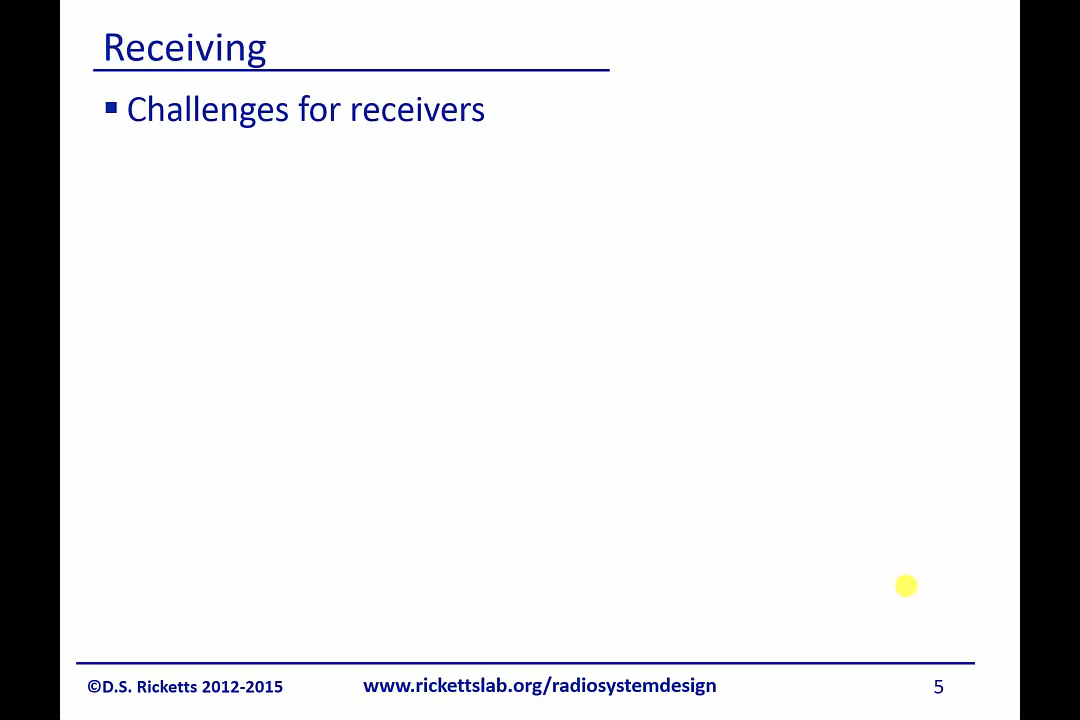 Receiving
▪ Challenges for receivers
©D.S. Ricketts 2012-2015 www.rickettslab.org/radiosystemdesign 5